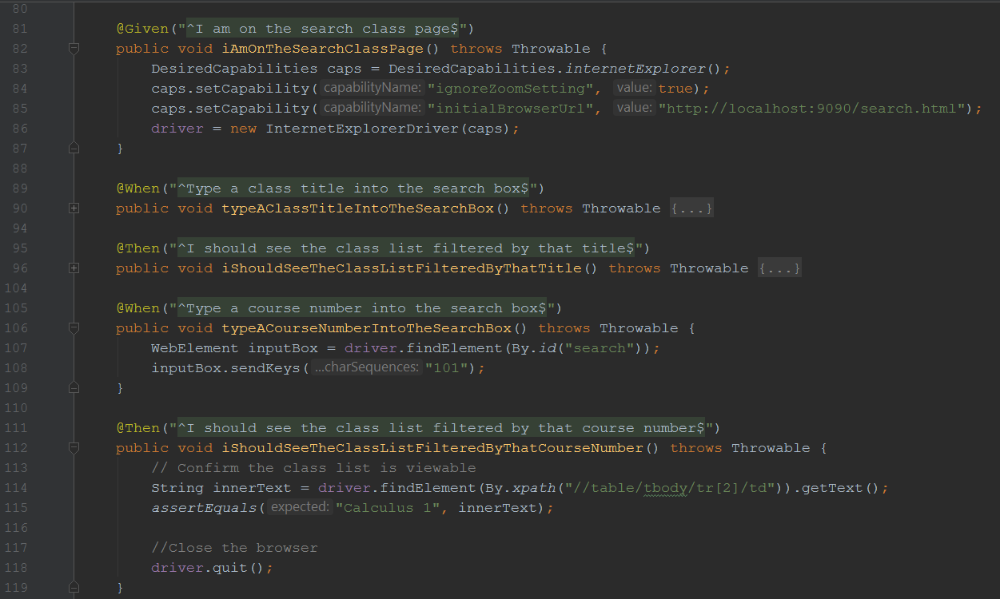 80
81 @Given("^I am on the search class page$")
82 public void iAmOnTheSearchClassPage() throws Throwable {
83 DesiredCapabilities caps = DesiredCapabilities.internetExplorer();
84 caps.setCapability( capabilityName: "ignoreZoomSetting", value: true);
85 caps.setCapability( capabilityName: "initialBrowserUrl", value: "http://localhost:9090/search.html");
86 driver = new InternetExplorerDriver(caps);
87 }
88
89 @When("^Type a class title into the search box$")
90 public void typeAClassTitleIntoTheSearchBox() throws Throwable {...}
94
95 @Then("^I should see the class list filtered by that title$")
96 public void iShouldSeeTheClassListFilteredByThatTitle() throws Throwable {...}
104
105 @When("^Type a course number into the search box$")
106 public void typeACourseNumberIntoTheSearchBox() throws Throwable {
107 WebElement inputBox = driver.findElement(By.id("search"));
108 inputBox.sendKeys( ...charSequences: "101");
109 }
110
111 @Then("^I should see the class list filtered by that course number$")
112 public void iShouldSeeTheClassListFilteredByThatCourseNumber() throws Throwable {
113 // Confirm the class list is viewable
114 String innerText = driver.findElement(By.xpath("//table/tbody/tr[2]/td")).getText();
115 assertEquals( expected: "Calculus 1", innerText);
116
117 //Close the browser
118 driver.quit();
119 }